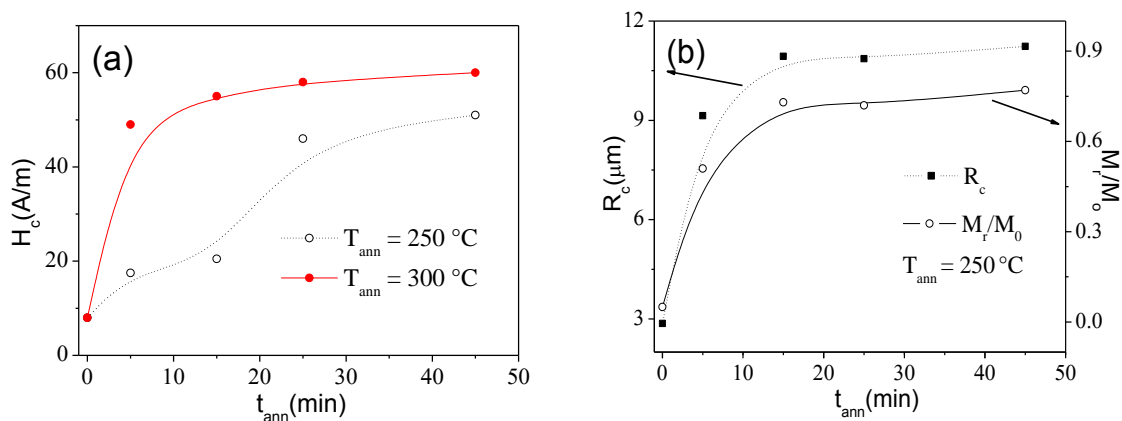 (a)
60
40
20
0
H_c(A/m)
T_ann = 250 °C
T_ann = 300 °C
0 10 20 30 40 50
t_ann(min)
(b)
12
9
6
3
R_c(μm)
0.9
0.6
0.3
0.0
M_r/M_o
R_c
M_r/M_0
T_ann = 250 °C
0 10 20 30 40 50
t_ann(min)